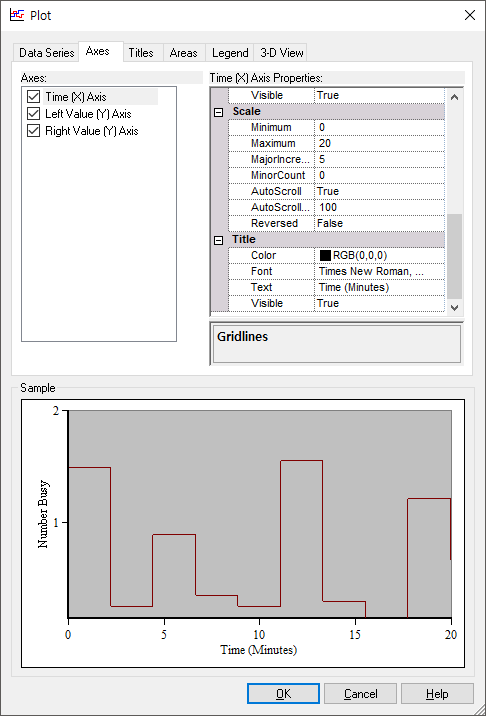 Plot
Data Series Axes Titles Areas Legend 3-D View
Axes:
Time (X) Axis
Left Value (Y) Axis
Right Value (Y) Axis
Time (X) Axis Properties:
Visible True
Scale
Minimum 0
Maximum 20
MajorIncre... 5
MinorCount 0
AutoScroll True
AutoScroll... 100
Reversed False
Title
Color RGB(0,0,0)
Font Times New Roman, ...
Text Time (Minutes)
Visible True
Gridlines
Sample
2
1
Number Busy
0 5 10 15 20
Time (Minutes)
OK Cancel Help